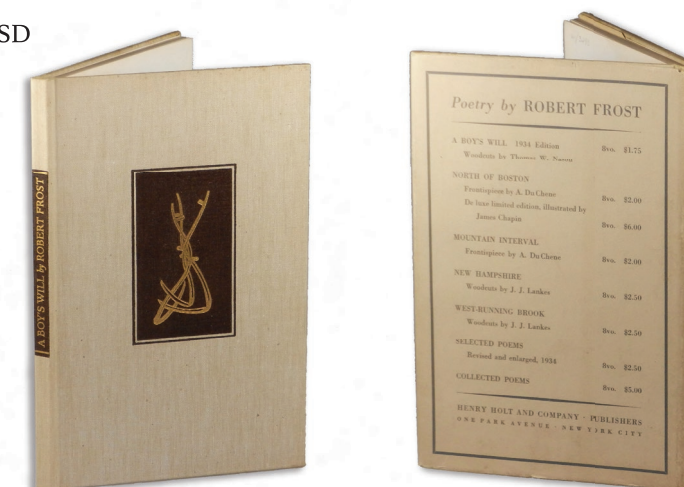 SD
A BOY'S WILL by ROBERT FROST
Poetry by ROBERT FROST
A BOY'S WILL 1934 Edition 8vo. $1.75
Woodcuts by Thomas W. Nason
NORTH OF BOSTON
Frontispiece by A. DuChene 8vo. $2.00
De luxe limited edition, illustrated by
James Chapin 8vo. $6.00
MOUNTAIN INTERVAL
Frontispiece by A. DuChene 8vo. $2.00
NEW HAMPSHIRE
Woodcuts by J. J. Lankes 8vo. $2.50
WEST-RUNNING BROOK
Woodcuts by J. J. Lankes 8vo. $2.50
SELECTED POEMS
Revised and enlarged, 1934 8vo. $2.50
COLLECTED POEMS 8vo. $5.00
HENRY HOLT AND COMPANY · PUBLISHERS
ONE PARK AVENUE · NEW YORK CITY